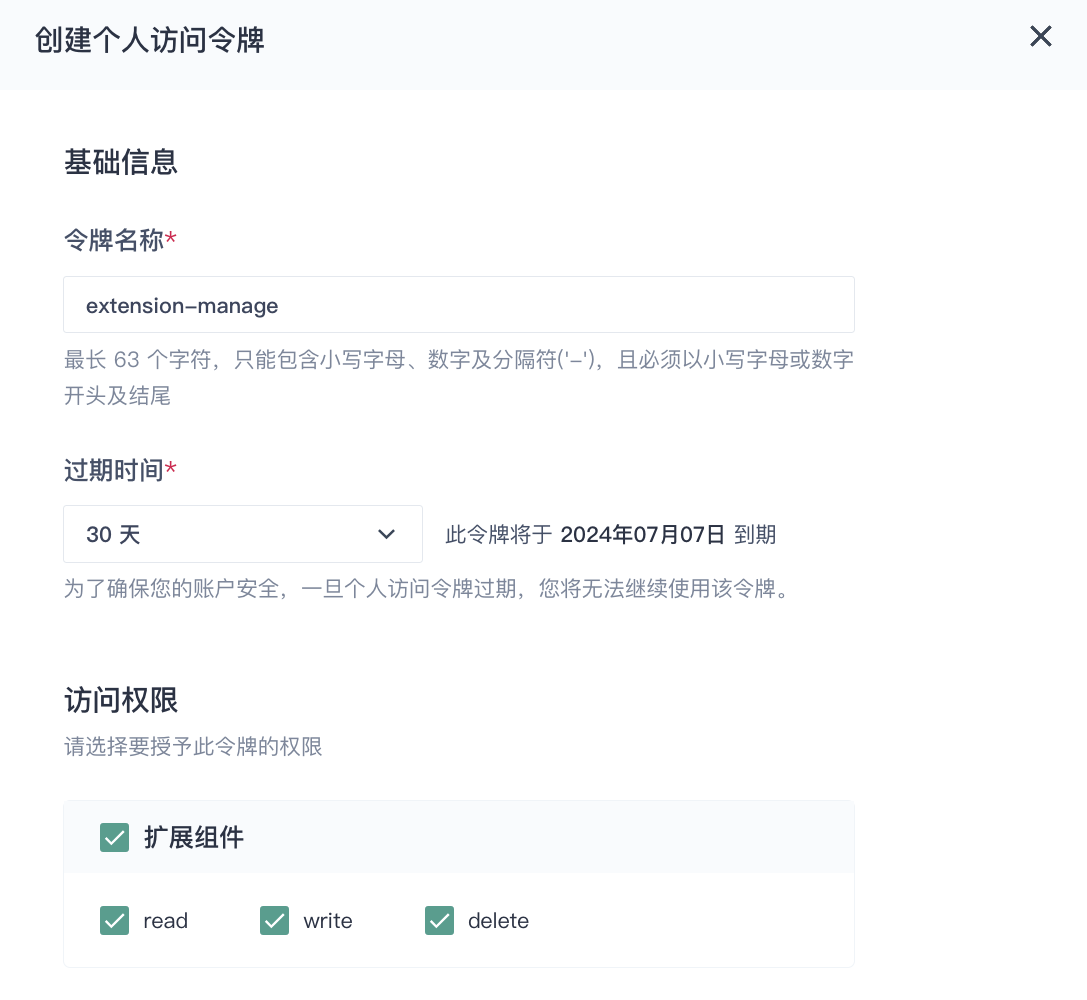 创建个人访问令牌
基础信息
令牌名称*
extension-manage
最长 63 个字符，只能包含小写字母、数字及分隔符('-')，且必须以小写字母或数字
开头及结尾
过期时间*
30 天 此令牌将于 2024年07月07日 到期
为了确保您的账户安全，一旦个人访问令牌过期，您将无法继续使用该令牌。
访问权限
请选择要授予此令牌的权限
扩展组件
read write delete